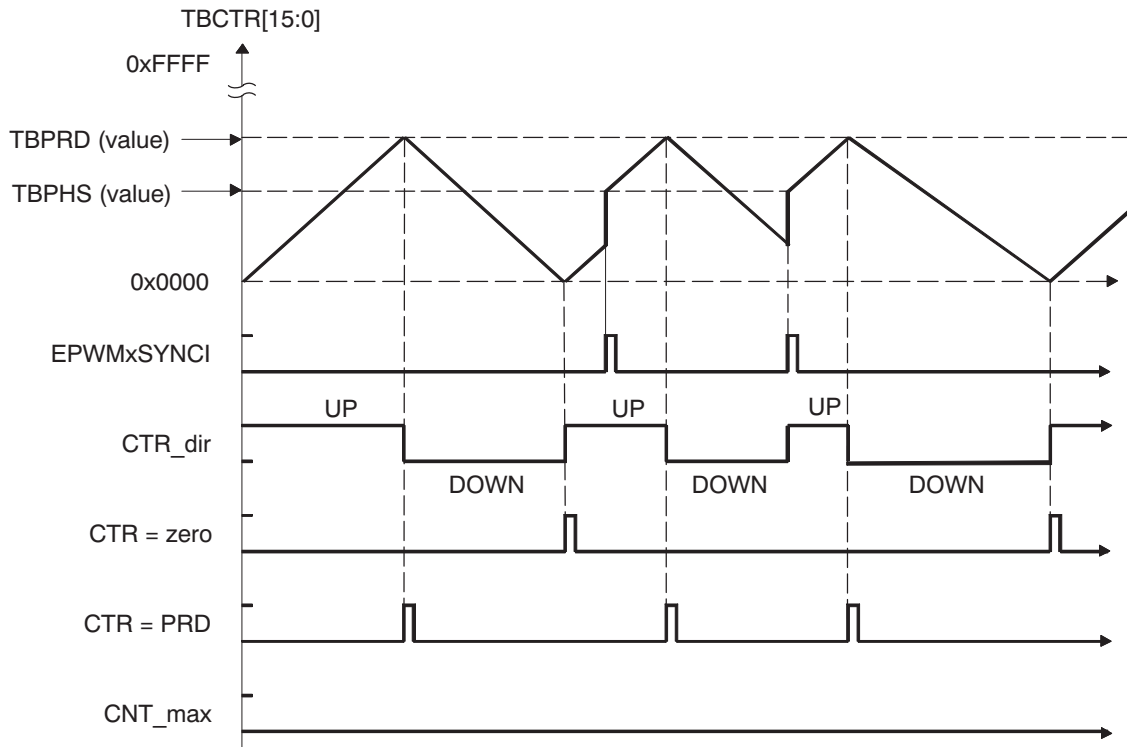 TBCTR[15:0]
0xFFFF
TBPRD (value)
TBPHS (value)
0x0000
EPWMxSYNCI
UP UP UP
CTR_dir
DOWN DOWN DOWN
CTR = zero
CTR = PRD
CNT_max